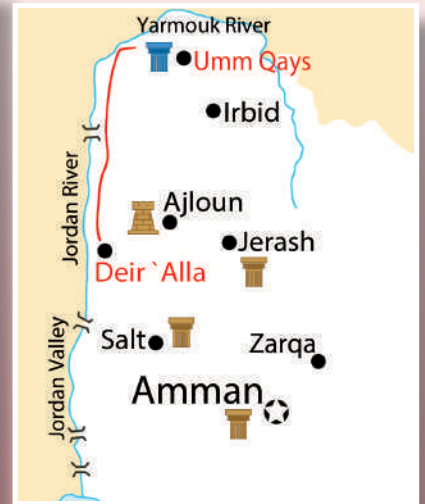 Yarmouk River
Umm Qays
Irbid
Jordan River
Ajloun
Jerash
Deir `Alla
Salt
Zarqa
Jordan Valley
Amman